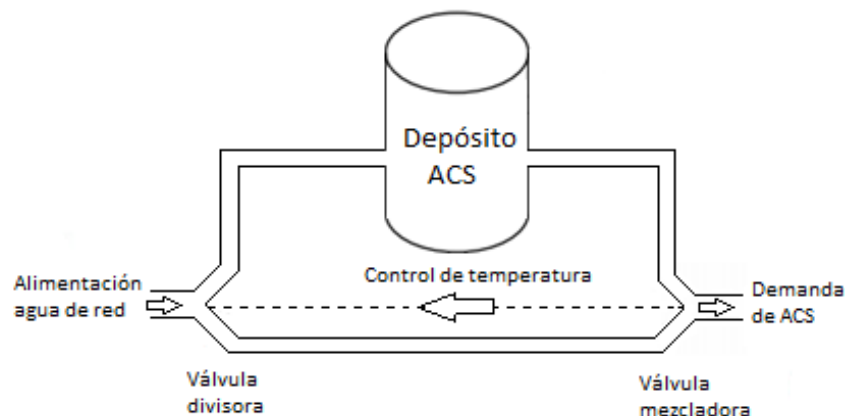 Depósito
ACS
Control de temperatura
Alimentación
agua de red
Demanda
de ACS
Válvula
divisora
Válvula
mezcladora